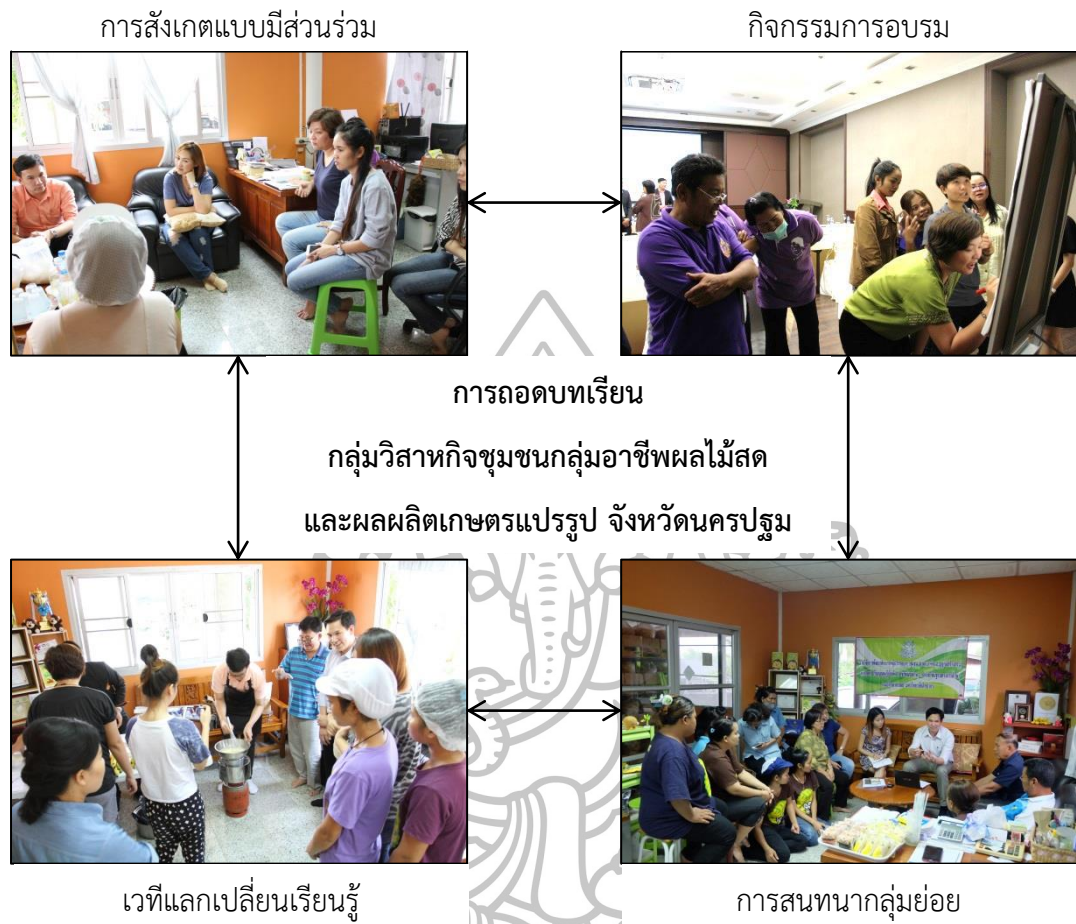 การสังเกตแบบมีส่วนร่วม
กิจกรรมการอบรม
การถอดบทเรียน
กลุ่มวิสาหกิจชุมชนกลุ่มอาชีพผลไม้สด
และผลผลิตเกษตรแปรรูป จังหวัดนครปฐม
เวทีแลกเปลี่ยนเรียนรู้
การสนทนากลุ่มย่อย